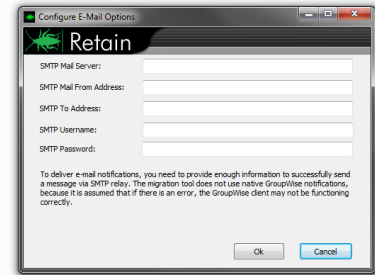 Configure E-Mail Options
Retain
SMTP Mail Server:
SMTP Mail From Address:
SMTP To Address:
SMTP Username:
SMTP Password:
To deliver e-mail notifications, you need to provide enough information to successfully send
a message via SMTP relay. The migration tool does not use native GroupWise notifications,
because it is assumed that if there is an error, the GroupWise client may not be functioning
correctly.
Ok Cancel